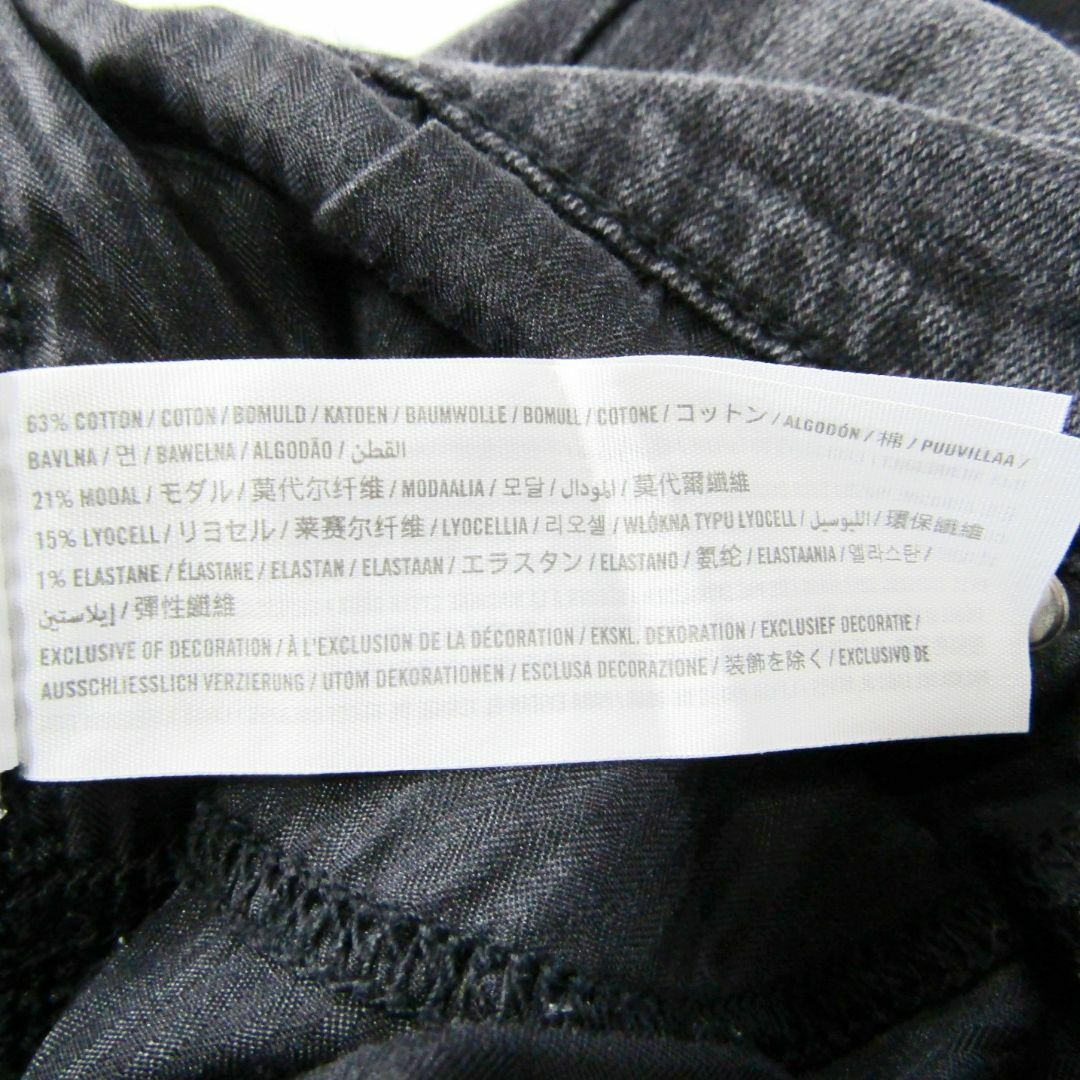 63% COTTON / COTON / BOMULD / KATOEN / BAUMWOLLE / BOMULL / COTONE / コットン / ALGODÓN / 棉 / PUUVILLAA /
BAVLNA / 면 / BAWEŁNA / ALGODÃO / القطن
21% MODAL / モダル / 莫代尔纤维 / MODAALIA / 모달 / المودال / 莫代爾纖維
15% LYOCELL / リヨセル / 莱赛尔纤维 / LYOCELLIA / 리오셀 / WŁÓKNA TYPU LYOCELL / الليوسيل / 環保纖維
1% ELASTANE / ÉLASTANE / ELASTAN / ELASTAAN / エラスタン / ELASTANO / 氨纶 / ELASTAANIA / 엘라스탄 /
إيلاستين / 彈性纖維
EXCLUSIVE OF DECORATION / À L'EXCLUSION DE LA DÉCORATION / EKSKL. DEKORATION / EXCLUSIEF DECORATIE /
AUSSCHLIESSLICH VERZIERUNG / UTOM DEKORATIONEN / ESCLUSA DECORAZIONE / 装飾を除く / EXCLUSIVO DE